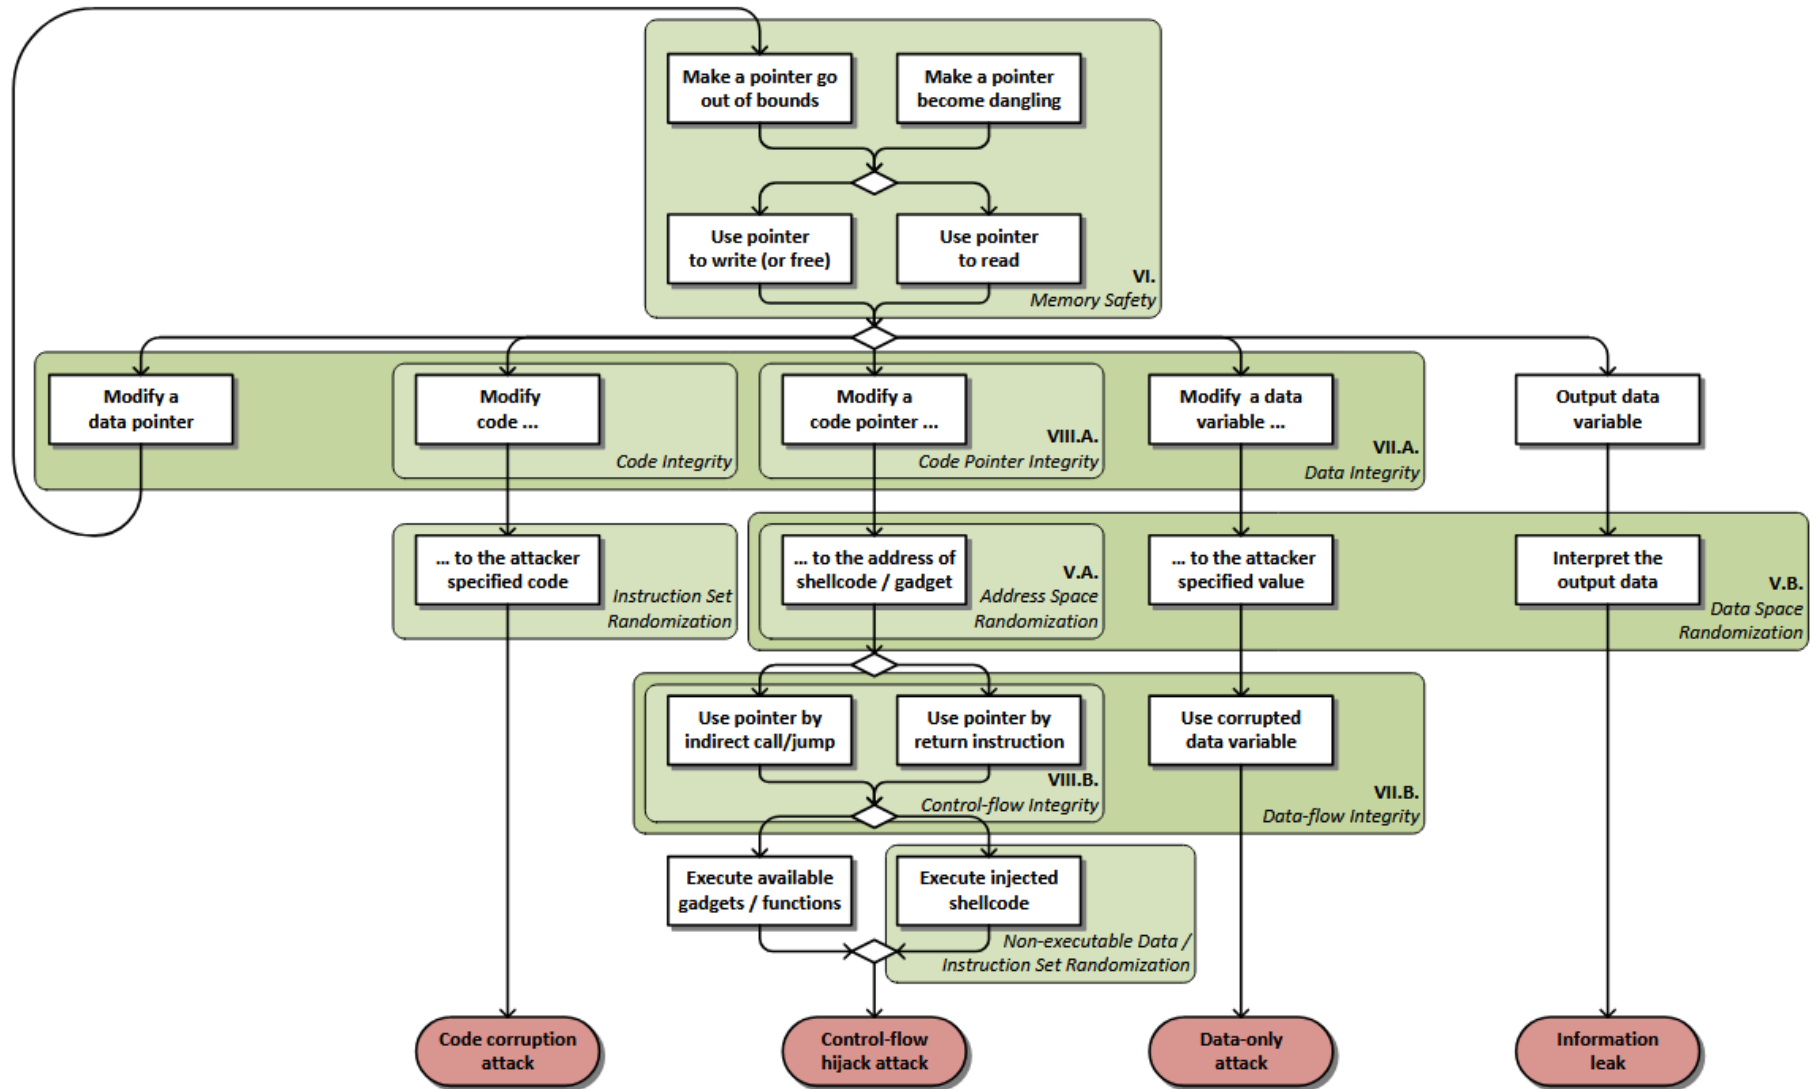 Make a pointer go
out of bounds
Make a pointer
become dangling
Use pointer
to write (or free)
Use pointer
to read
VI.
Memory Safety
Modify a
data pointer
Modify
code ...
Code Integrity
Modify a
code pointer ...
VIII.A.
Code Pointer Integrity
Modify  a data
variable ...
VII.A.
Data Integrity
Output data
variable
... to the attacker
specified code
Instruction Set
Randomization
... to the address of
shellcode / gadget
V.A.
Address Space
Randomization
... to the attacker
specified value
Interpret the
output data
V.B.
Data Space
Randomization
Use pointer by
indirect call/jump
Use pointer by
return instruction
VIII.B.
Control-flow Integrity
Use corrupted
data variable
VII.B.
Data-flow Integrity
Execute available
gadgets / functions
Execute injected
shellcode
Non-executable Data /
Instruction Set Randomization
Code corruption
attack
Control-flow
hijack attack
Data-only
attack
Information
leak